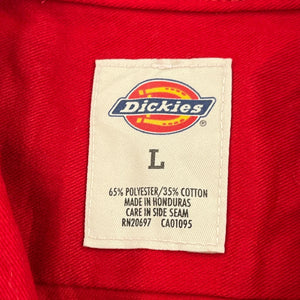 Dickies
L
65% POLYESTER/35% COTTON
MADE IN HONDURAS
CARE IN SIDE SEAM
RN20697 CA01095